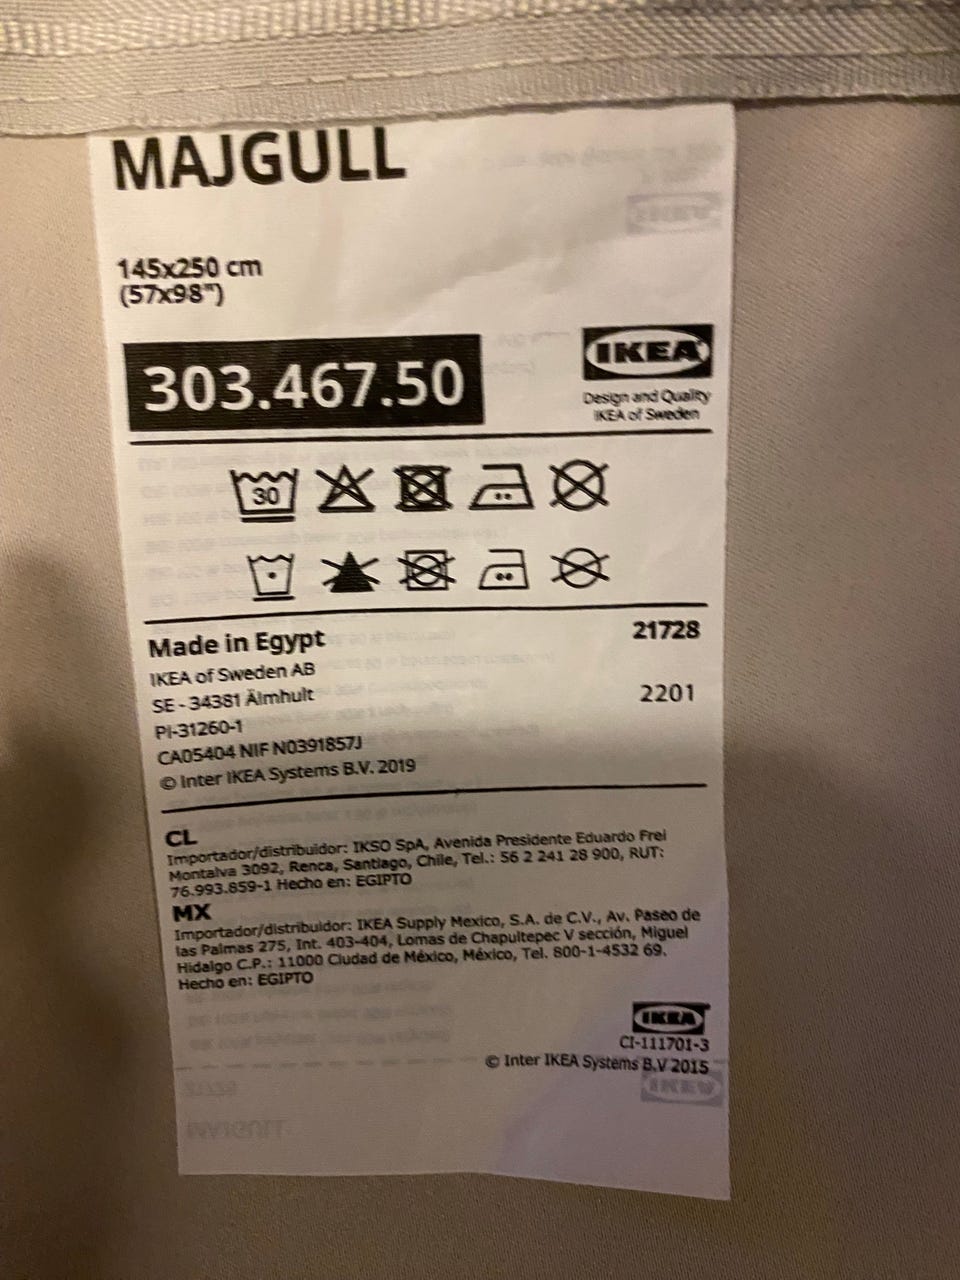 MAJGULL
145x250 cm
(57x98")
303.467.50
IKEA
Design and Quality
IKEA of Sweden
30
Made in Egypt
21728
IKEA of Sweden AB
SE - 34381 Älmhult
2201
PI-31260-1
CA05404 NIF N0391857J
© Inter IKEA Systems B.V. 2019
CL
Importador/distribuidor: IKSO SpA, Avenida Presidente Eduardo Frei
Montalva 3092, Renca, Santiago, Chile, Tel.: 56 2 241 28 900, RUT:
76.993.859-1 Hecho en: EGIPTO
MX
Importador/distribuidor: IKEA Supply Mexico, S.A. de C.V., Av. Paseo de
las Palmas 275, Int. 403-404, Lomas de Chapultepec V sección, Miguel
Hidalgo C.P.: 11000 Ciudad de México, México, Tel. 800-1-4532 69.
Hecho en: EGIPTO
IKEA
CI-111701-3
© Inter IKEA Systems B.V 2015